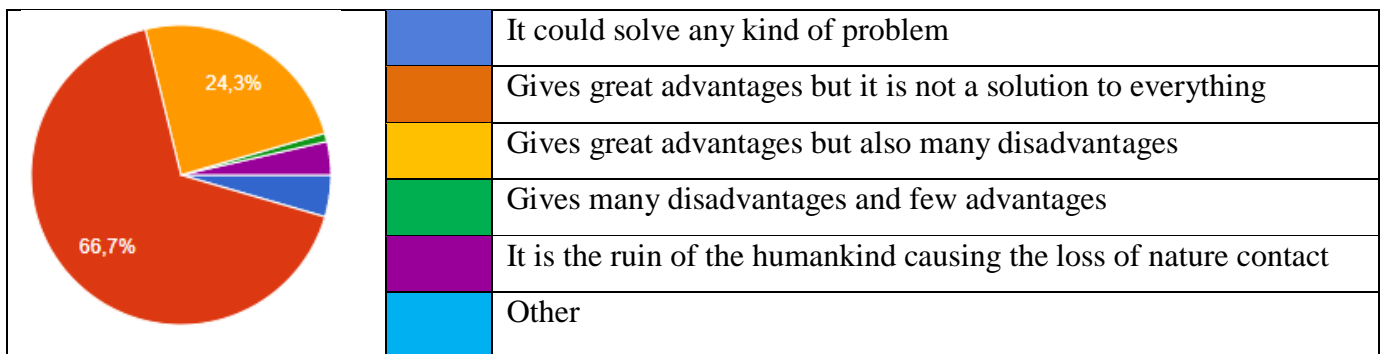 24,3%
66,7%
It could solve any kind of problem
Gives great advantages but it is not a solution to everything
Gives great advantages but also many disadvantages
Gives many disadvantages and few advantages
It is the ruin of the humankind causing the loss of nature contact
Other